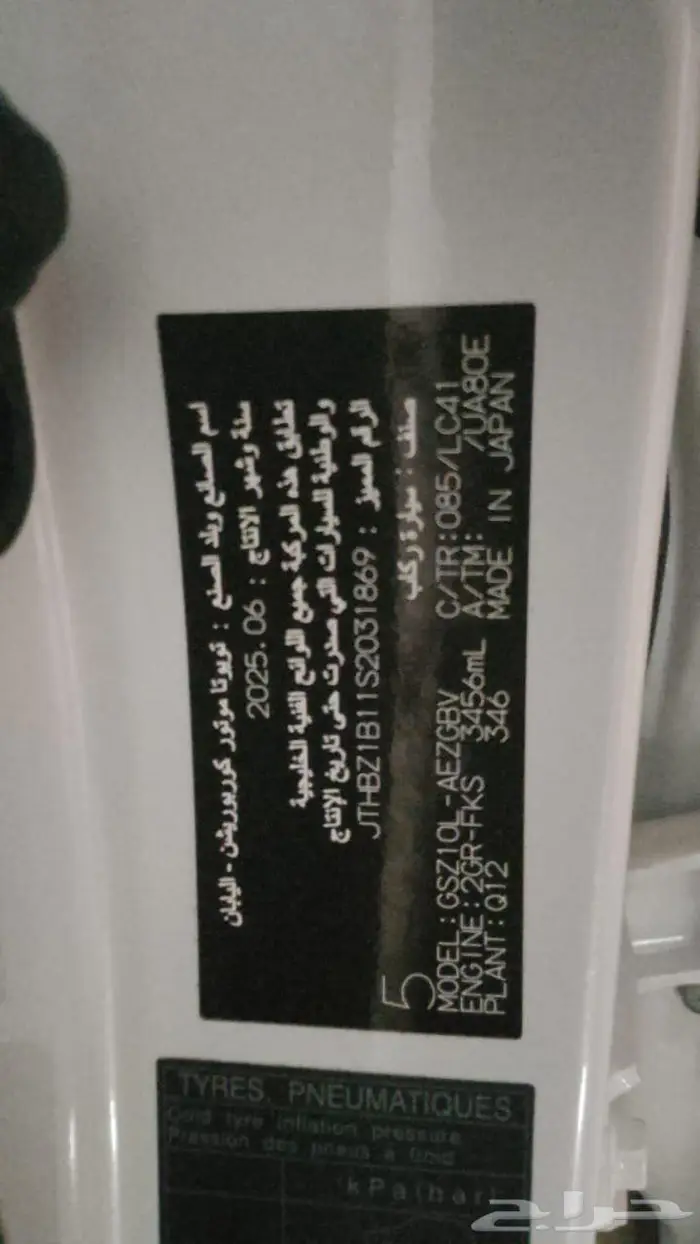 اسم الصانع وبلد الصنع : تويوتا موتور كوربوريشن - اليابان
سنة وشهر الإنتاج : 2025.06
تطابق هذه المركبة جميع اللوائح الفنية الخليجية
والوطنية للسيارات التي صدرت حتى تاريخ الإنتاج
الرقم المميز : JTHBZ1B11S2031869
صنف : سيارة ركاب
5
MODEL:GSZ10L-AEZGBV C/TR:085/LC41
ENGINE:2GR-FKS 3456mL A/TM: /UA80E
PLANT:Q12 346 MADE IN JAPAN
TYRES, PNEUMATIQUES
Cold tyre inflation pressure
Pression des pneus à froid
kPa(bar)
حراج